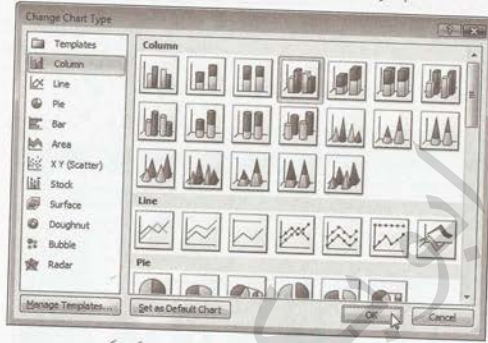 Change Chart Type
Templates
Column
Line
Pie
Bar
Area
X Y (Scatter)
Stock
Surface
Doughnut
Bubble
Radar
Column
Line
Pie
Manage Templates...
Set as Default Chart
OK
Cancel